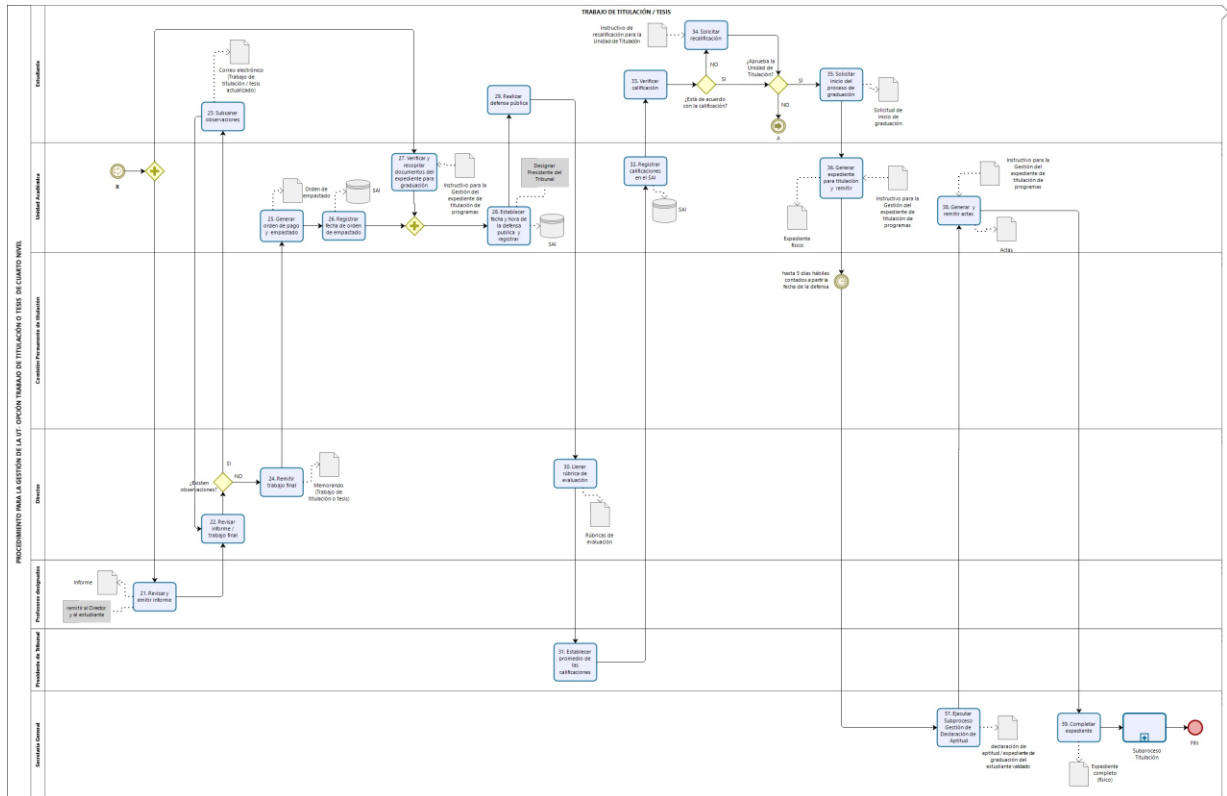 TRABAJO DE TITULACIÓN / TESIS
PROCEDIMIENTO PARA LA GESTIÓN DE LA UT- OPCIÓN TRABAJO DE TITULACIÓN O TESIS DE CUARTO NIVEL
Estudiante
Correo electrónico
(Trabajo de
titulación / tesis
actualizado)
23. Subsanar
observaciones
29. Realizar
defensa pública
Instructivo de
recalificación para la
Unidad de Titulación
34. Solicitar
recalificación
33. Verificar
calificación
NO
SI
¿Está de acuerdo
con la calificación?
¿Aprueba la
Unidad de
Titulación?
SI
NO
A
35. Solicitar
inicio del
proceso de
graduación
Solicitud de
inicio de
graduación
Unidad Académica
X
25. Generar
orden de pago
y empastado
Orden de
empastado
26. Registrar
fecha de orden
de empastado
SAI
27. Verificar y
recopilar
documentos del
expediente para
graduación
Instructivo para la
Gestión del
expediente de
titulación de
programas
28. Establecer
fecha y hora de
la defensa
publica y
registrar
Designar
Presidente del
Tribunal
SAI
32. Registrar
calificaciones
en el SAI
SAI
36. Generar
expediente
para titulación
y remitir
Expediente
físico
Instructivo para la
Gestión del
expediente de
titulación de
programas
38. Generar y
remitir actas
Instructivo para la
Gestión del
expediente de
titulación de
programas
Actas
Comisión Permanente de titulación
hasta 5 días hábiles
contados a partir la
fecha de la defensa
Director
¿Existen
observaciones?
SI
NO
22. Revisar
informe /
trabajo final
24. Remitir
trabajo final
Memorando
(Trabajo de
titulación o tesis)
30. Llenar
rúbrica de
evaluación
Rúbricas de
evaluación
Profesores designados
Informe
remitir al Director
y al estudiante
21. Revisar y
emitir informe
Presidente de Tribunal
31. Establecer
promedio de
las
calificaciones
Secretaría General
37. Ejecutar
Subproceso
Gestión de
Declaración de
Aptitud
declaración de
aptitud / expediente de
graduación del
estudiante validado
39. Completar
expediente
Expediente
completo
(físico)
Subproceso
Titulación
FIN